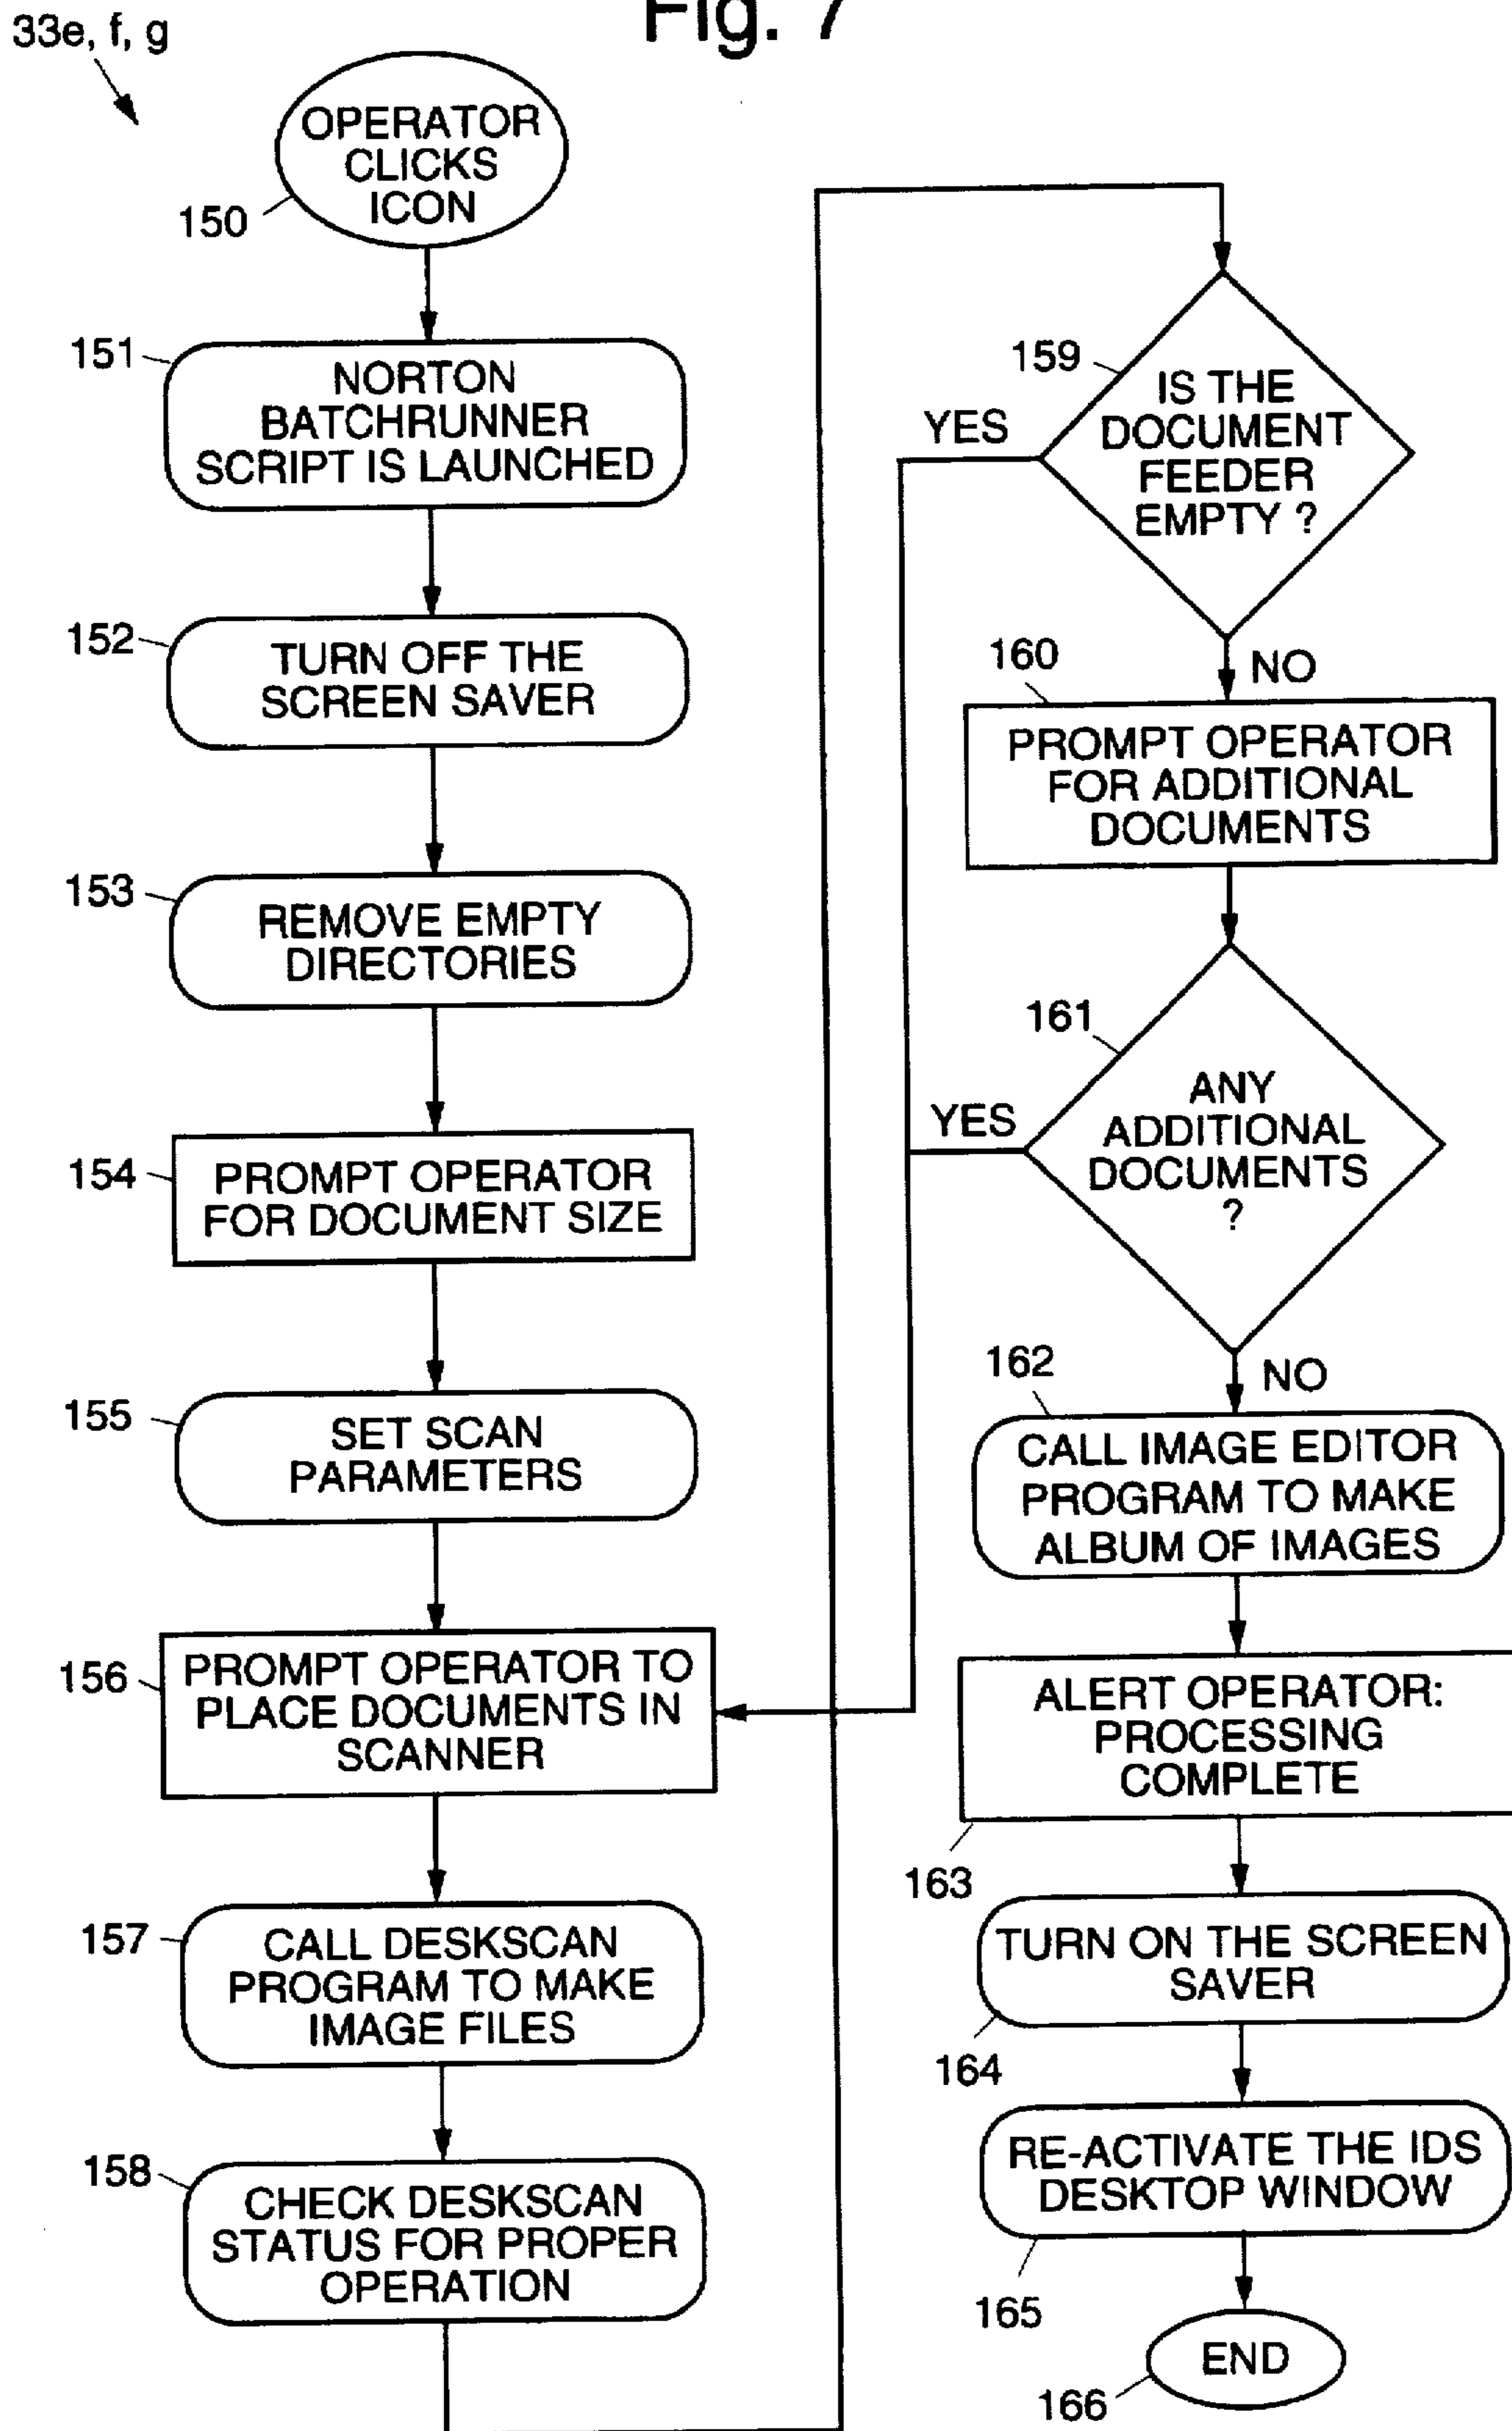 Fig. 7
33e, f, g
OPERATOR
CLICKS
ICON
150
151
NORTON
BATCHRUNNER
SCRIPT IS LAUNCHED
152
TURN OFF THE
SCREEN SAVER
153
REMOVE EMPTY
DIRECTORIES
154
PROMPT OPERATOR
FOR DOCUMENT SIZE
155
SET SCAN
PARAMETERS
156
PROMPT OPERATOR TO
PLACE DOCUMENTS IN
SCANNER
157
CALL DESKSCAN
PROGRAM TO MAKE
IMAGE FILES
158
CHECK DESKSCAN
STATUS FOR PROPER
OPERATION
159
IS THE
DOCUMENT
FEEDER
EMPTY ?
YES
NO
160
PROMPT OPERATOR
FOR ADDITIONAL
DOCUMENTS
161
ANY
ADDITIONAL
DOCUMENTS
?
YES
NO
162
CALL IMAGE EDITOR
PROGRAM TO MAKE
ALBUM OF IMAGES
ALERT OPERATOR:
PROCESSING
COMPLETE
163
TURN ON THE SCREEN
SAVER
164
RE-ACTIVATE THE IDS
DESKTOP WINDOW
165
END
166